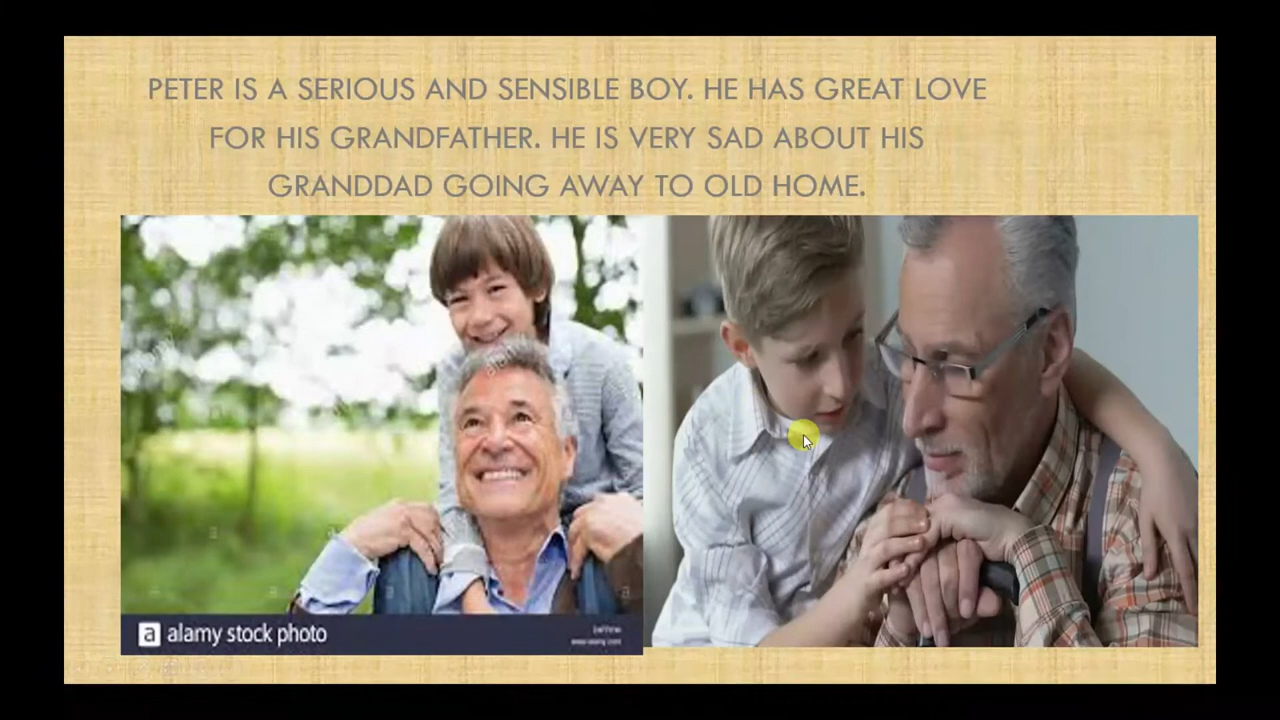 PETER IS A SERIOUS AND SENSIBLE BOY. HE HAS GREAT LOVE
FOR HIS GRANDFATHER. HE IS VERY SAD ABOUT HIS
GRANDDAD GOING AWAY TO OLD HOME.
a alamy stock photo